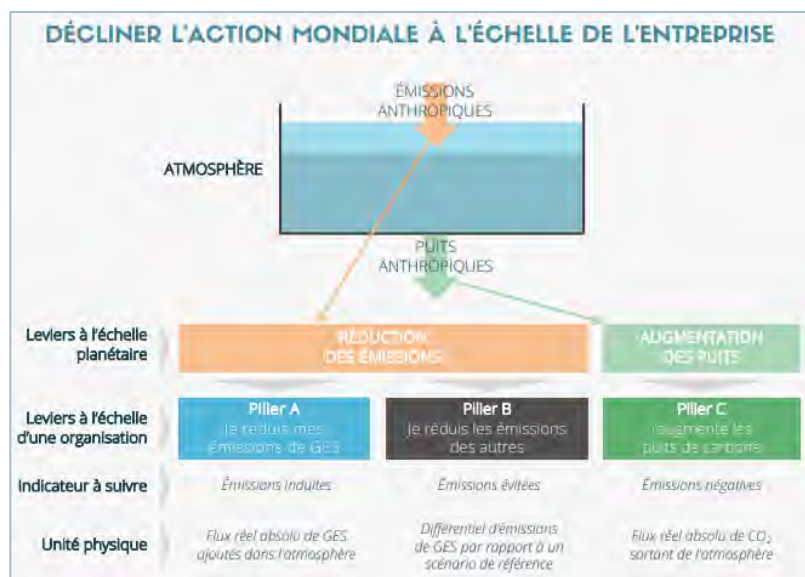 DÉCLINER L'ACTION MONDIALE À L'ÉCHELLE DE L'ENTREPRISE
ÉMISSIONS
ANTHROPIQUES
ATMOSPHÈRE
PUITS
ANTHROPIQUES
Leviers à l'échelle
planétaire
RÉDUCTION
DES ÉMISSIONS
AUGMENTATION
DES PUITS
Leviers à l'échelle
d'une organisation
Pilier A
Je réduis mes
émissions de GES
Pilier B
Je réduis les émissions
des autres
Pilier C
J'augmente les
puits de carbone
Indicateur à suivre
Émissions induites
Émissions évitées
Émissions négatives
Unité physique
Flux réel absolu de GES
ajoutés dans l'atmosphère
Différentiel d'émissions
de GES par rapport à un
scénario de référence
Flux réel absolu de CO₂
sortant de l'atmosphère